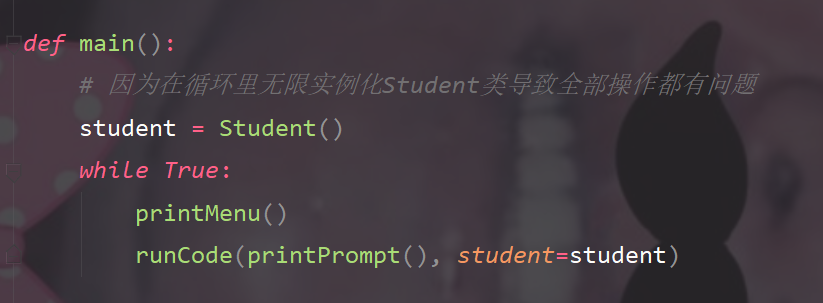 def main():
    # 因为在循环里无限实例化Student类导致全部操作都有问题
    student = Student()
    while True:
        printMenu()
        runCode(printPrompt(), student=student)